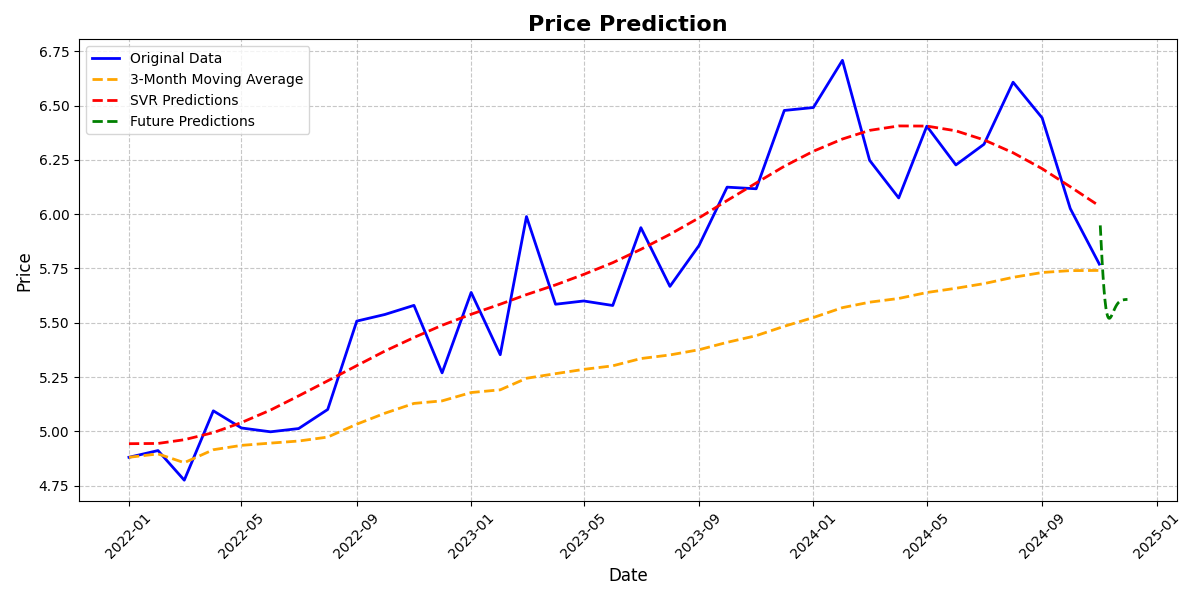 Price Prediction
Original Data
3-Month Moving Average
SVR Predictions
Future Predictions
Price
6.75
6.50
6.25
6.00
5.75
5.50
5.25
5.00
4.75
2022-01
2022-05
2022-09
2023-01
2023-05
2023-09
2024-01
2024-05
2024-09
2025-01
Date